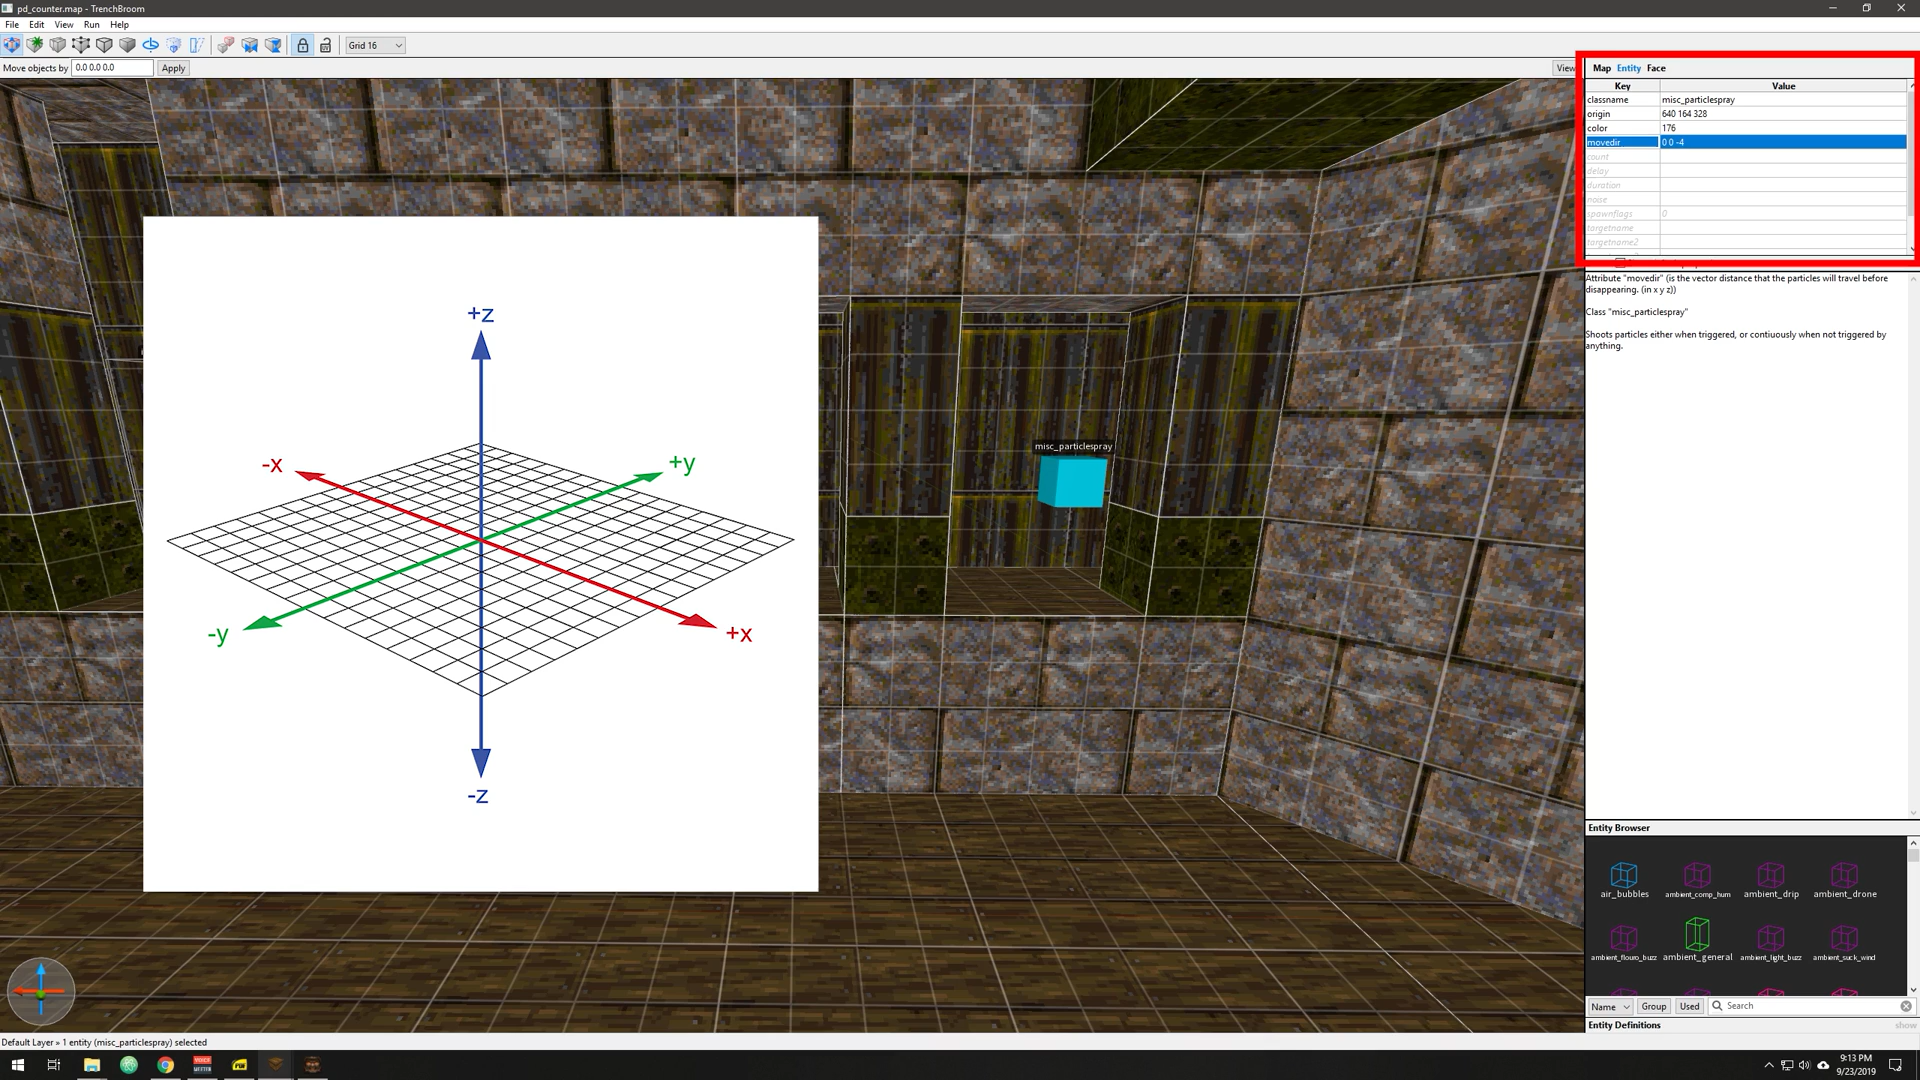 pd_counter.map - TrenchBroom
File Edit View Run Help
Grid 16
Move objects by 0.0 0.0 0.0 Apply
View
Map Entity Face
Key Value
classname misc_particlespray
origin 640 164 328
color 176
movedir 0 0 -4
count
delay
duration
noise
spawnflags 0
targetname
targetname2
Attribute "movedir" (is the vector distance that the particles will travel before
disappearing. (in x y z))
Class "misc_particlespray"
Shoots particles either when triggered, or contiuously when not triggered by
anything.
+z
-x
+y
-y
+x
-z
misc_particlespray
Entity Browser
air_bubbles ambient_comp_hum ambient_drip ambient_drone
ambient_flouro_buzz ambient_general ambient_light_buzz ambient_suck_wind
Name Group Used Search
Entity Definitions show
Default Layer » 1 entity (misc_particlespray) selected
9:13 PM
9/23/2019